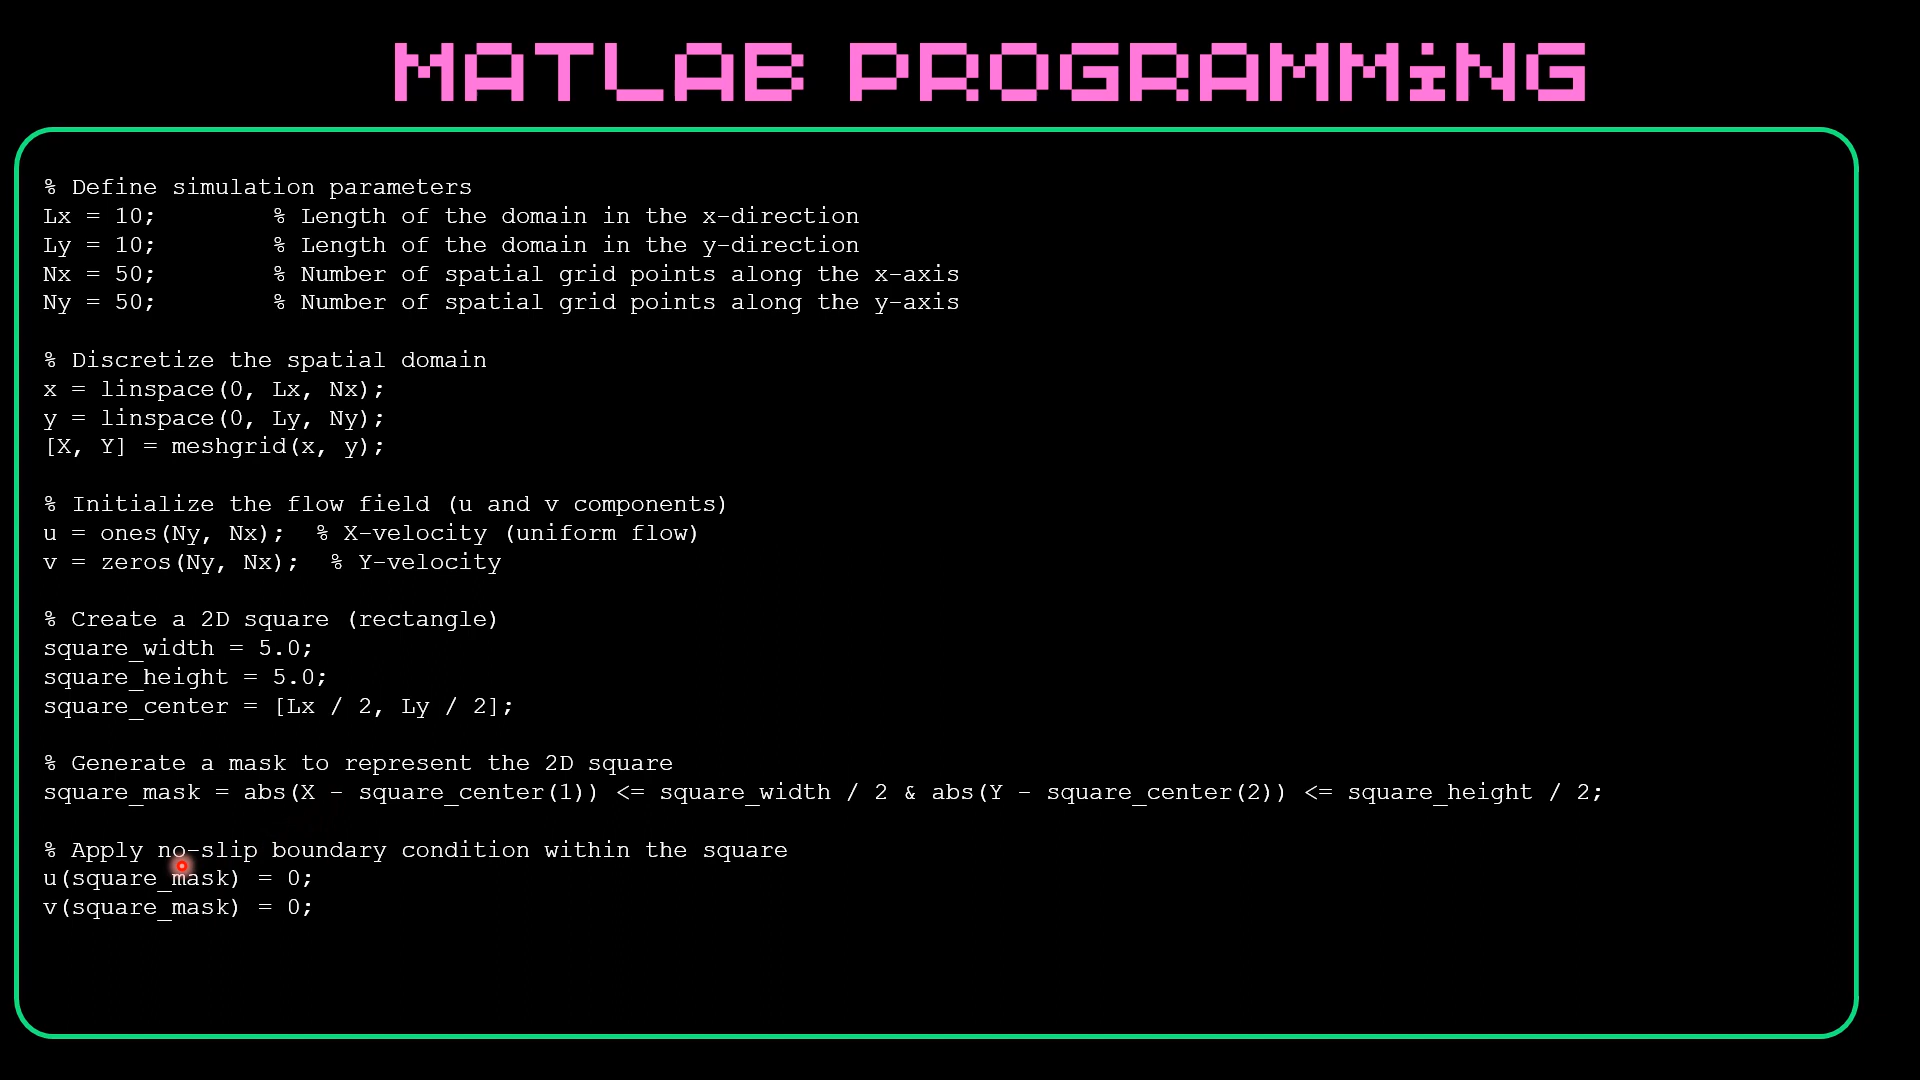 MATLAB PROGRAMMiNG
% Define simulation parameters
Lx = 10;        % Length of the domain in the x-direction
Ly = 10;        % Length of the domain in the y-direction
Nx = 50;        % Number of spatial grid points along the x-axis
Ny = 50;        % Number of spatial grid points along the y-axis
% Discretize the spatial domain
x = linspace(0, Lx, Nx);
y = linspace(0, Ly, Ny);
[X, Y] = meshgrid(x, y);
% Initialize the flow field (u and v components)
u = ones(Ny, Nx);  % X-velocity (uniform flow)
v = zeros(Ny, Nx);  % Y-velocity
% Create a 2D square (rectangle)
square_width = 5.0;
square_height = 5.0;
square_center = [Lx / 2, Ly / 2];
% Generate a mask to represent the 2D square
square_mask = abs(X - square_center(1)) <= square_width / 2 & abs(Y - square_center(2)) <= square_height / 2;
% Apply no-slip boundary condition within the square
u(square_mask) = 0;
v(square_mask) = 0;